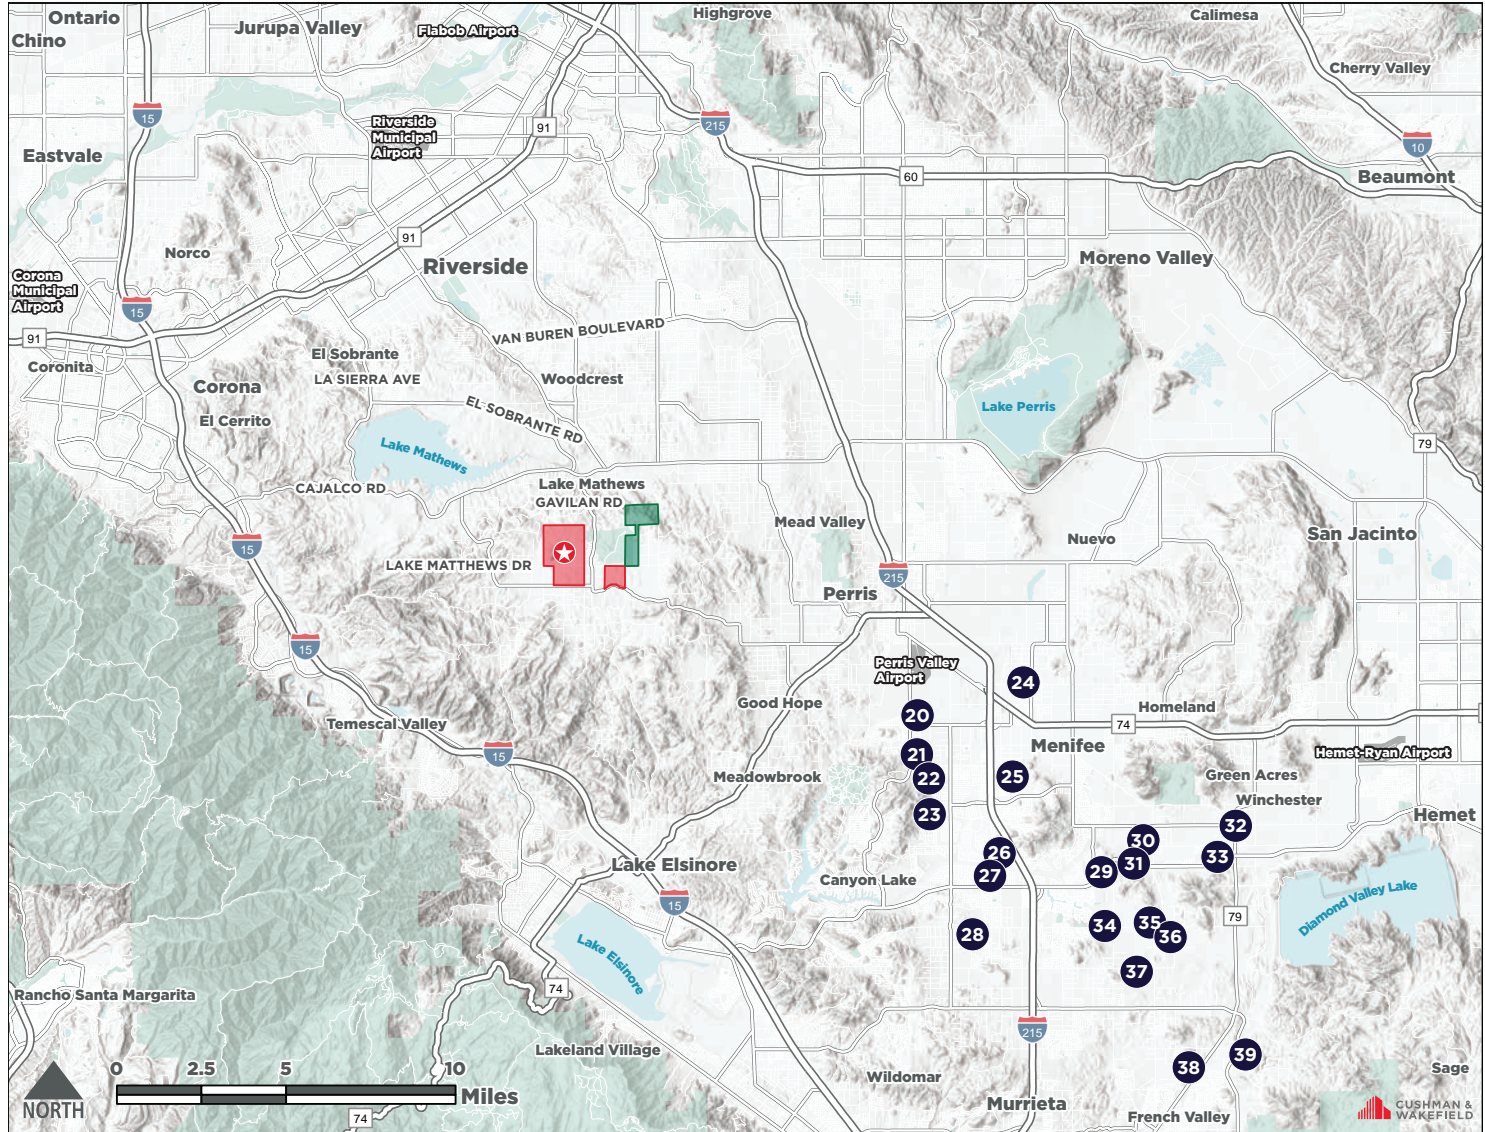 Ontario
Chino
Jurupa Valley
Flabob Airport
Highgrove
Calimesa
Cherry Valley
15
Riverside
Municipal
Airport
91
215
10
Eastvale
60
Beaumont
Norco
91
Riverside
Moreno Valley
Corona
Municipal
Airport
15
91
VAN BUREN BOULEVARD
Coronita
El Sobrante
LA SIERRA AVE
Woodcrest
Corona
El Cerrito
EL SOBRANTE RD
Lake Perris
Lake Mathews
79
CAJALCO RD
Lake Mathews
GAVILAN RD
Mead Valley
Nuevo
San Jacinto
15
LAKE MATTHEWS DR
215
Perris
15
Perris Valley
Airport
24
Good Hope
20
Homeland
74
Temescal Valley
15
21
Menifee
Hemet-Ryan Airport
Meadowbrook
22
25
Green Acres
Winchester
23
32
Hemet
30
26
31
33
Lake Elsinore
27
29
Canyon Lake
15
Diamond Valley Lake
79
28
34
35
36
Lake Elsinore
37
74
Rancho Santa Margarita
215
Lakeland Village
39
38
Wildomar
Sage
0
2.5
5
10
Miles
NORTH
74
Murrieta
French Valley
CUSHMAN &
WAKEFIELD